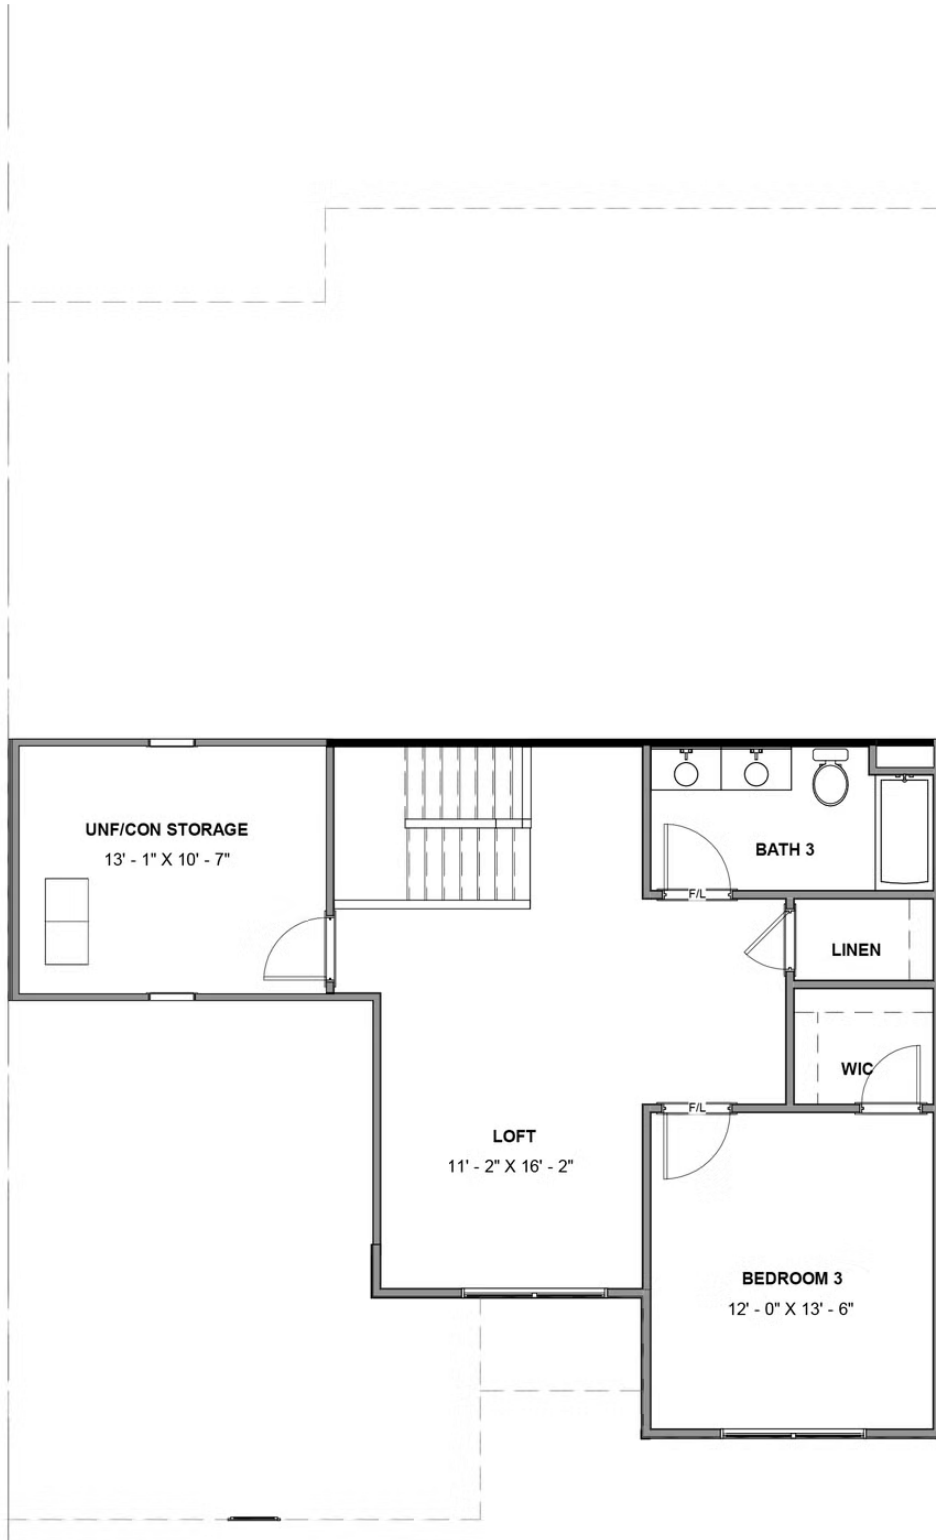 UNF/CON STORAGE
13' - 1" X 10' - 7"
BATH 3
F/L
LINEN
WIC
F/L
LOFT
11' - 2" X 16' - 2"
BEDROOM 3
12' - 0" X 13' - 6"